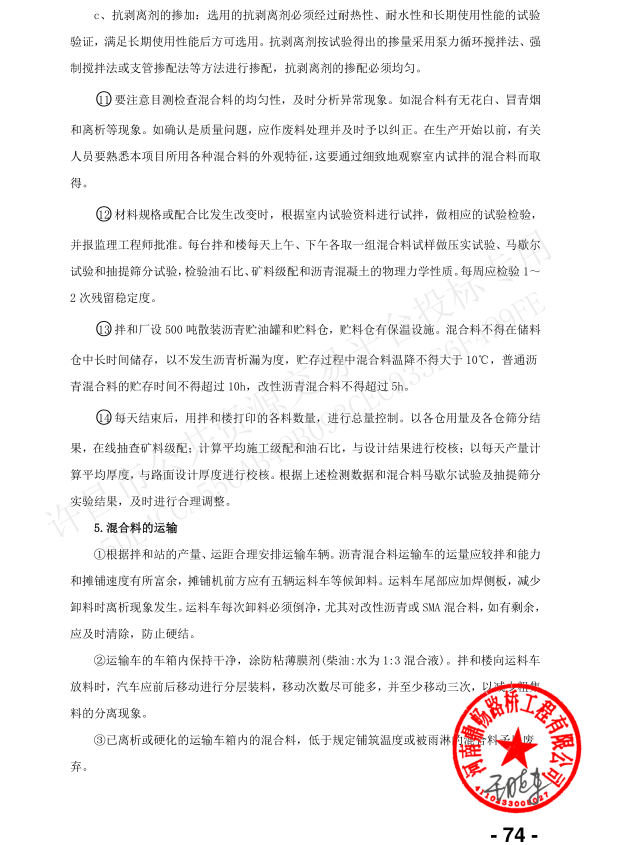 c、抗剥离剂的掺加：选用的抗剥离剂必须经过耐热性、耐水性和长期使用性能的试验
验证，满足长期使用性能后方可选用。抗剥离剂按试验得出的掺量采用泵力循环搅拌法、强
制搅拌法或支管掺配法等方法进行掺配，抗剥离剂的掺配必须均匀。
⑪要注意目测检查混合料的均匀性，及时分析异常现象。如混合料有无花白、冒青烟
和离析等现象。如确认是质量问题，应作废料处理并及时予以纠正。在生产开始以前，有关
人员要熟悉本项目所用各种混合料的外观特征，这要通过细致地观察室内试拌的混合料而取
得。
⑫材料规格或配合比发生改变时，根据室内试验资料进行试拌，做相应的试验检验，
并报监理工程师批准。每台拌和楼每天上午、下午各取一组混合料试样做压实试验、马歇尔
试验和抽提筛分试验，检验油石比、矿料级配和沥青混凝土的物理力学性质。每周应检验 1～
2 次残留稳定度。
⑬拌和厂设 500 吨散装沥青贮油罐和贮料仓，贮料仓有保温设施。混合料不得在储料
仓中长时间储存，以不发生沥青析漏为度，贮存过程中混合料温降不得大于 10℃，普通沥
青混合料的贮存时间不得超过 10h，改性沥青混合料不得超过 5h。
⑭每天结束后，用拌和楼打印的各料数量，进行总量控制。以各仓用量及各仓筛分结
果，在线抽查矿料级配；计算平均施工级配和油石比，与设计结果进行校核；以每天产量计
算平均厚度，与路面设计厚度进行校核。根据上述检测数据和混合料马歇尔试验及抽提筛分
实验结果，及时进行合理调整。
5.混合料的运输
①根据拌和站的产量、运距合理安排运输车辆。沥青混合料运输车的运量应较拌和能力
和摊铺速度有所富余，摊铺机前方应有五辆运料车等候卸料。运料车尾部应加焊侧板，减少
卸料时离析现象发生。运料车每次卸料必须倒净，尤其对改性沥青或 SMA 混合料，如有剩余，
应及时清除，防止硬结。
②运输车的车箱内保持干净，涂防粘薄膜剂(柴油:水为 1:3 混合液)。拌和楼向运料车
放料时，汽车应前后移动进行分层装料，移动次数尽可能多，并至少移动三次，以减少粗集
料的分离现象。
③已离析或硬化的运输车箱内的混合料，低于规定铺筑温度或被雨淋的混合料予以废
弃。
河南鼎畅路桥工程有限公司
- 74 -
许昌市公共资源交易平台投标专用